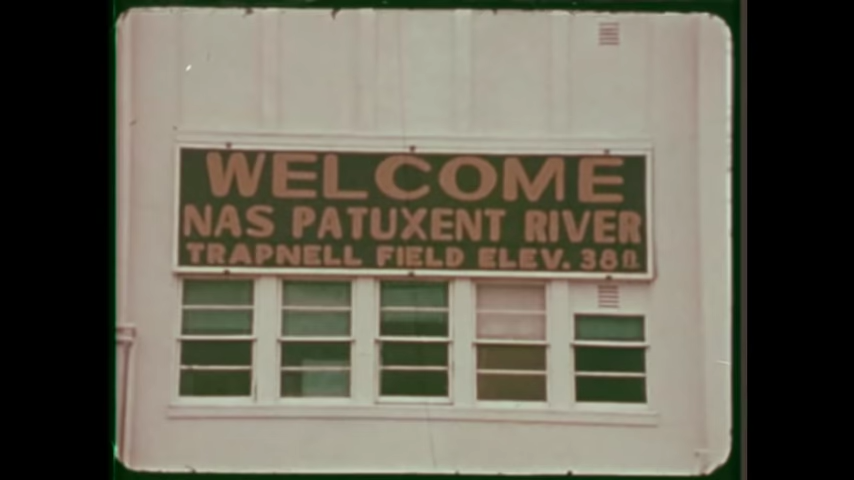 WELCOME
NAS PATUXENT RIVER
TRAPNELL FIELD ELEV. 38 ft.